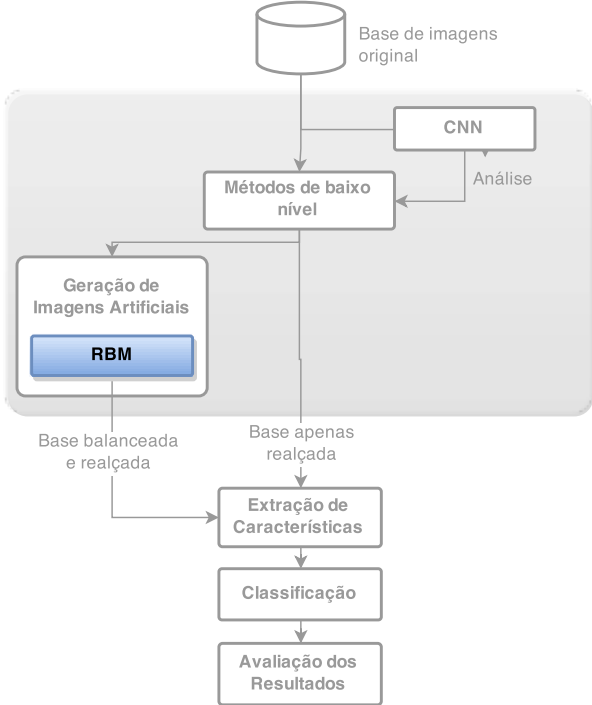 Base de imagens
original
CNN
Análise
Métodos de baixo
nível
Geração de
Imagens Artificiais
RBM
Base balanceada
e realçada
Base apenas
realçada
Extração de
Características
Classificação
Avaliação dos
Resultados